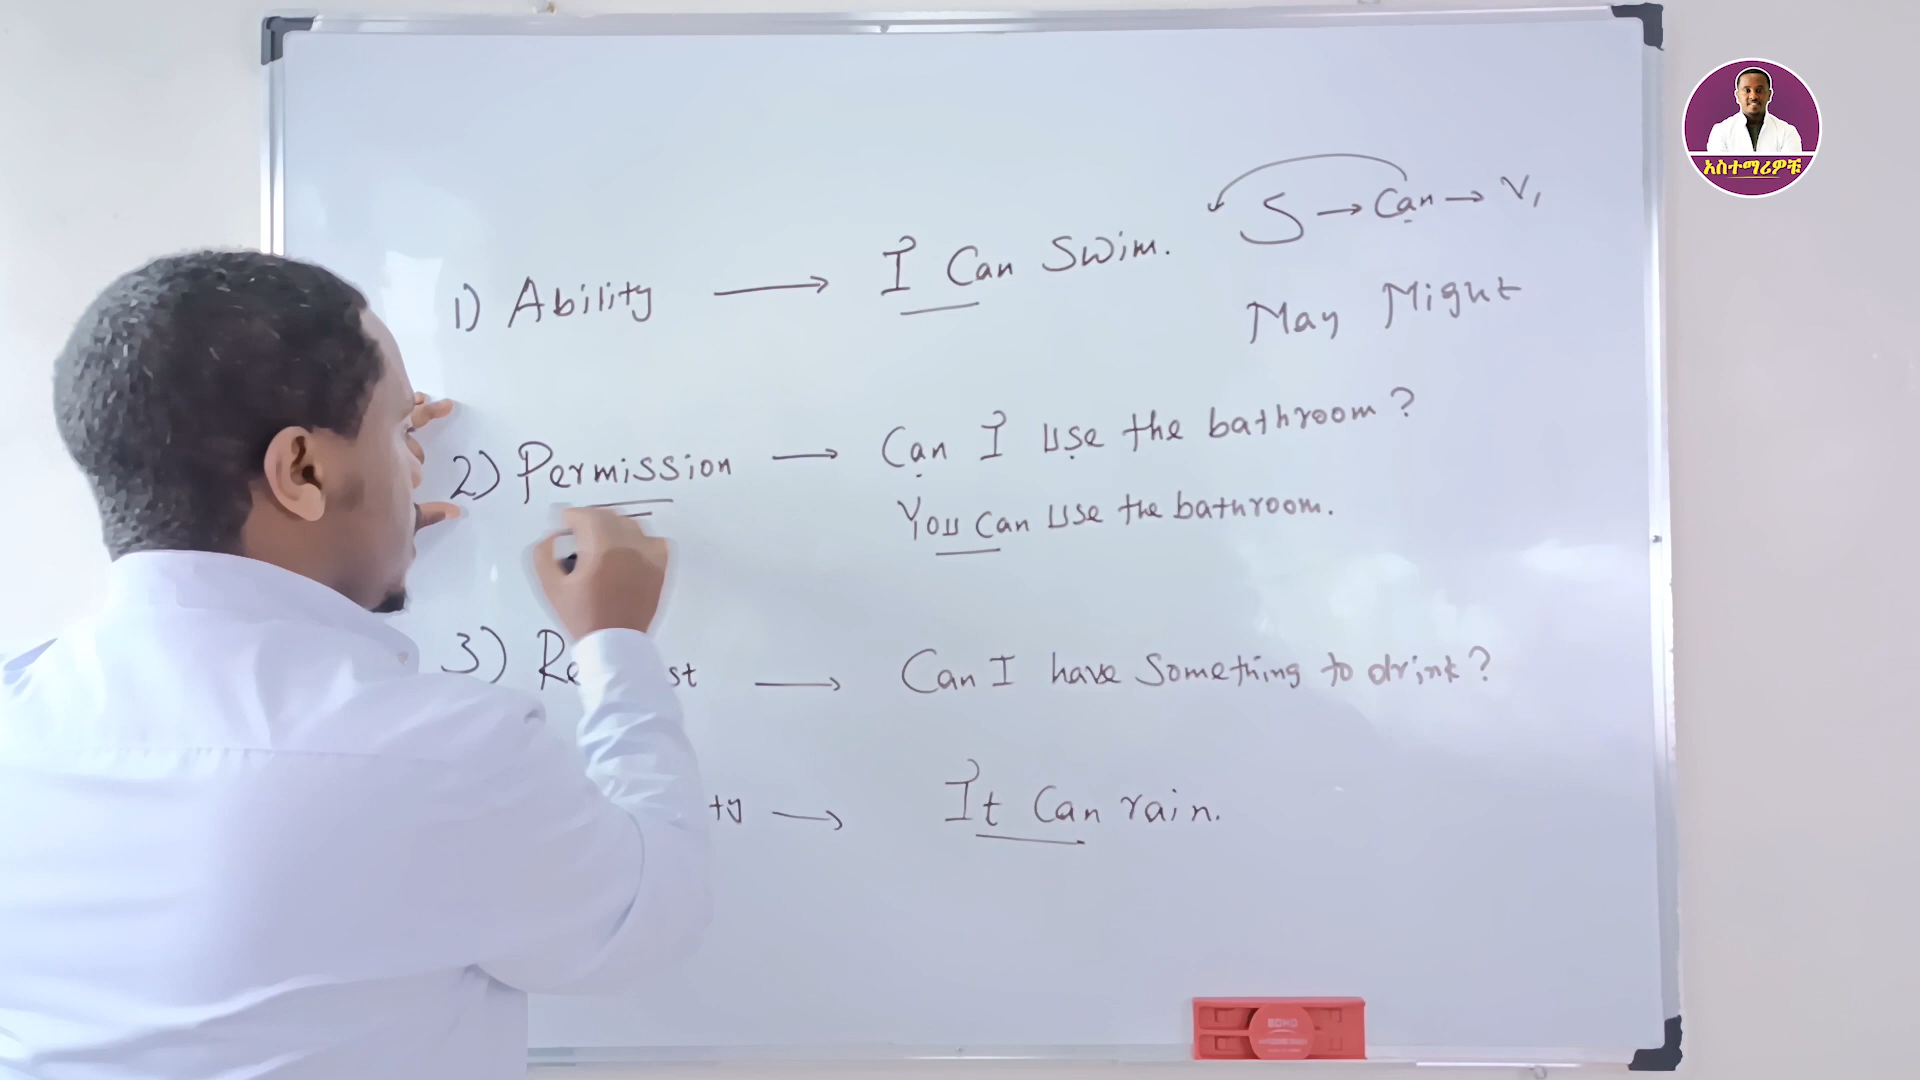 S → Can → V1
1) Ability → I Can Swim.
May Might
2) Permission → Can I Use the bathroom?
You Can Use the bathroom.
3) → Can I have Something to drink?
→ It Can rain.
አስተማሪዎቹ